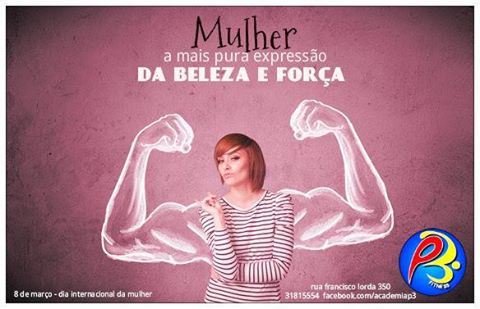 Mulher
a mais pura expressão
DA BELEZA E FORÇA
P3
FITNESS
rua francisco lorda 350
8 de março - dia internacional da mulher
31815554 facebook.com/academiap3